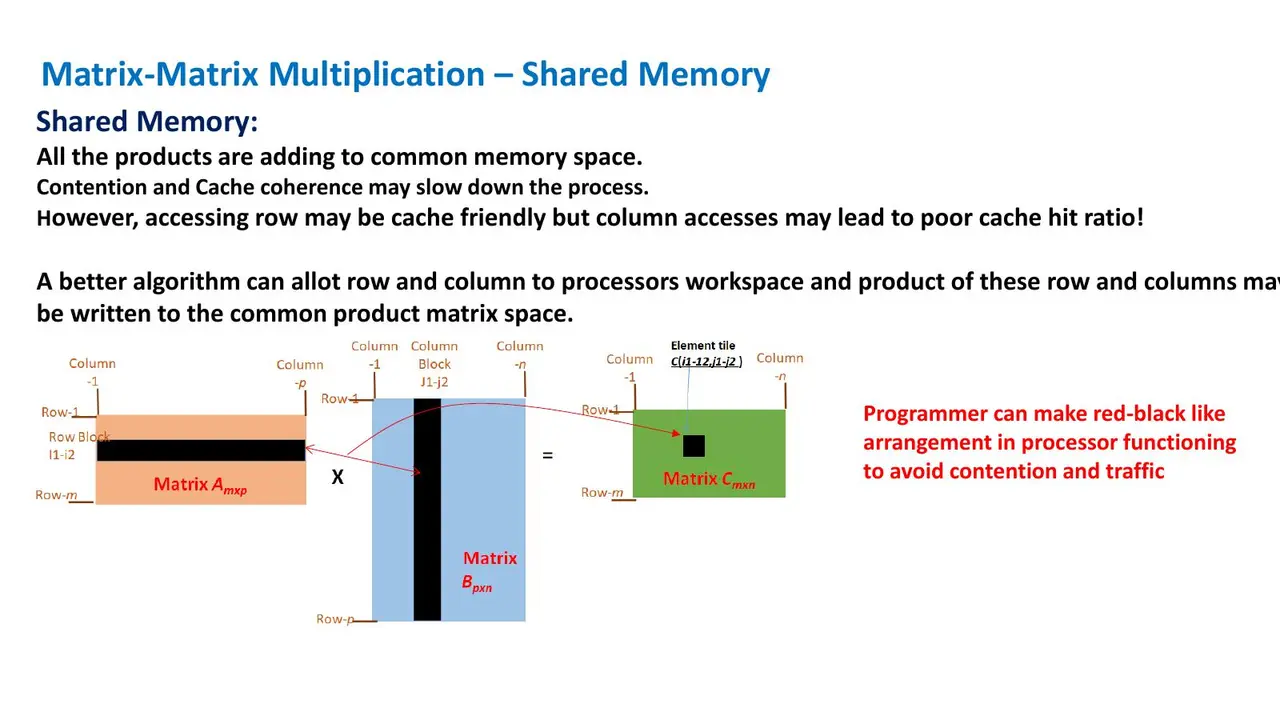 Matrix-Matrix Multiplication – Shared Memory
Shared Memory:
All the products are adding to common memory space.
Contention and Cache coherence may slow down the process.
However, accessing row may be cache friendly but column accesses may lead to poor cache hit ratio!
A better algorithm can allot row and column to processors workspace and product of these row and columns may
be written to the common product matrix space.
Column
-1
Column
-p
Row-1
Row Block
I1-i2
Row-m
Matrix Amxp
X
Column
-1
Column
Block
J1-j2
Column
-n
Row-1
Matrix
Bpxn
Row-p
=
Element tile
C(i1-12,j1-j2 )
Column
-1
Column
-n
Row-1
Matrix Cmxn
Row-m
Programmer can make red-black like
arrangement in processor functioning
to avoid contention and traffic